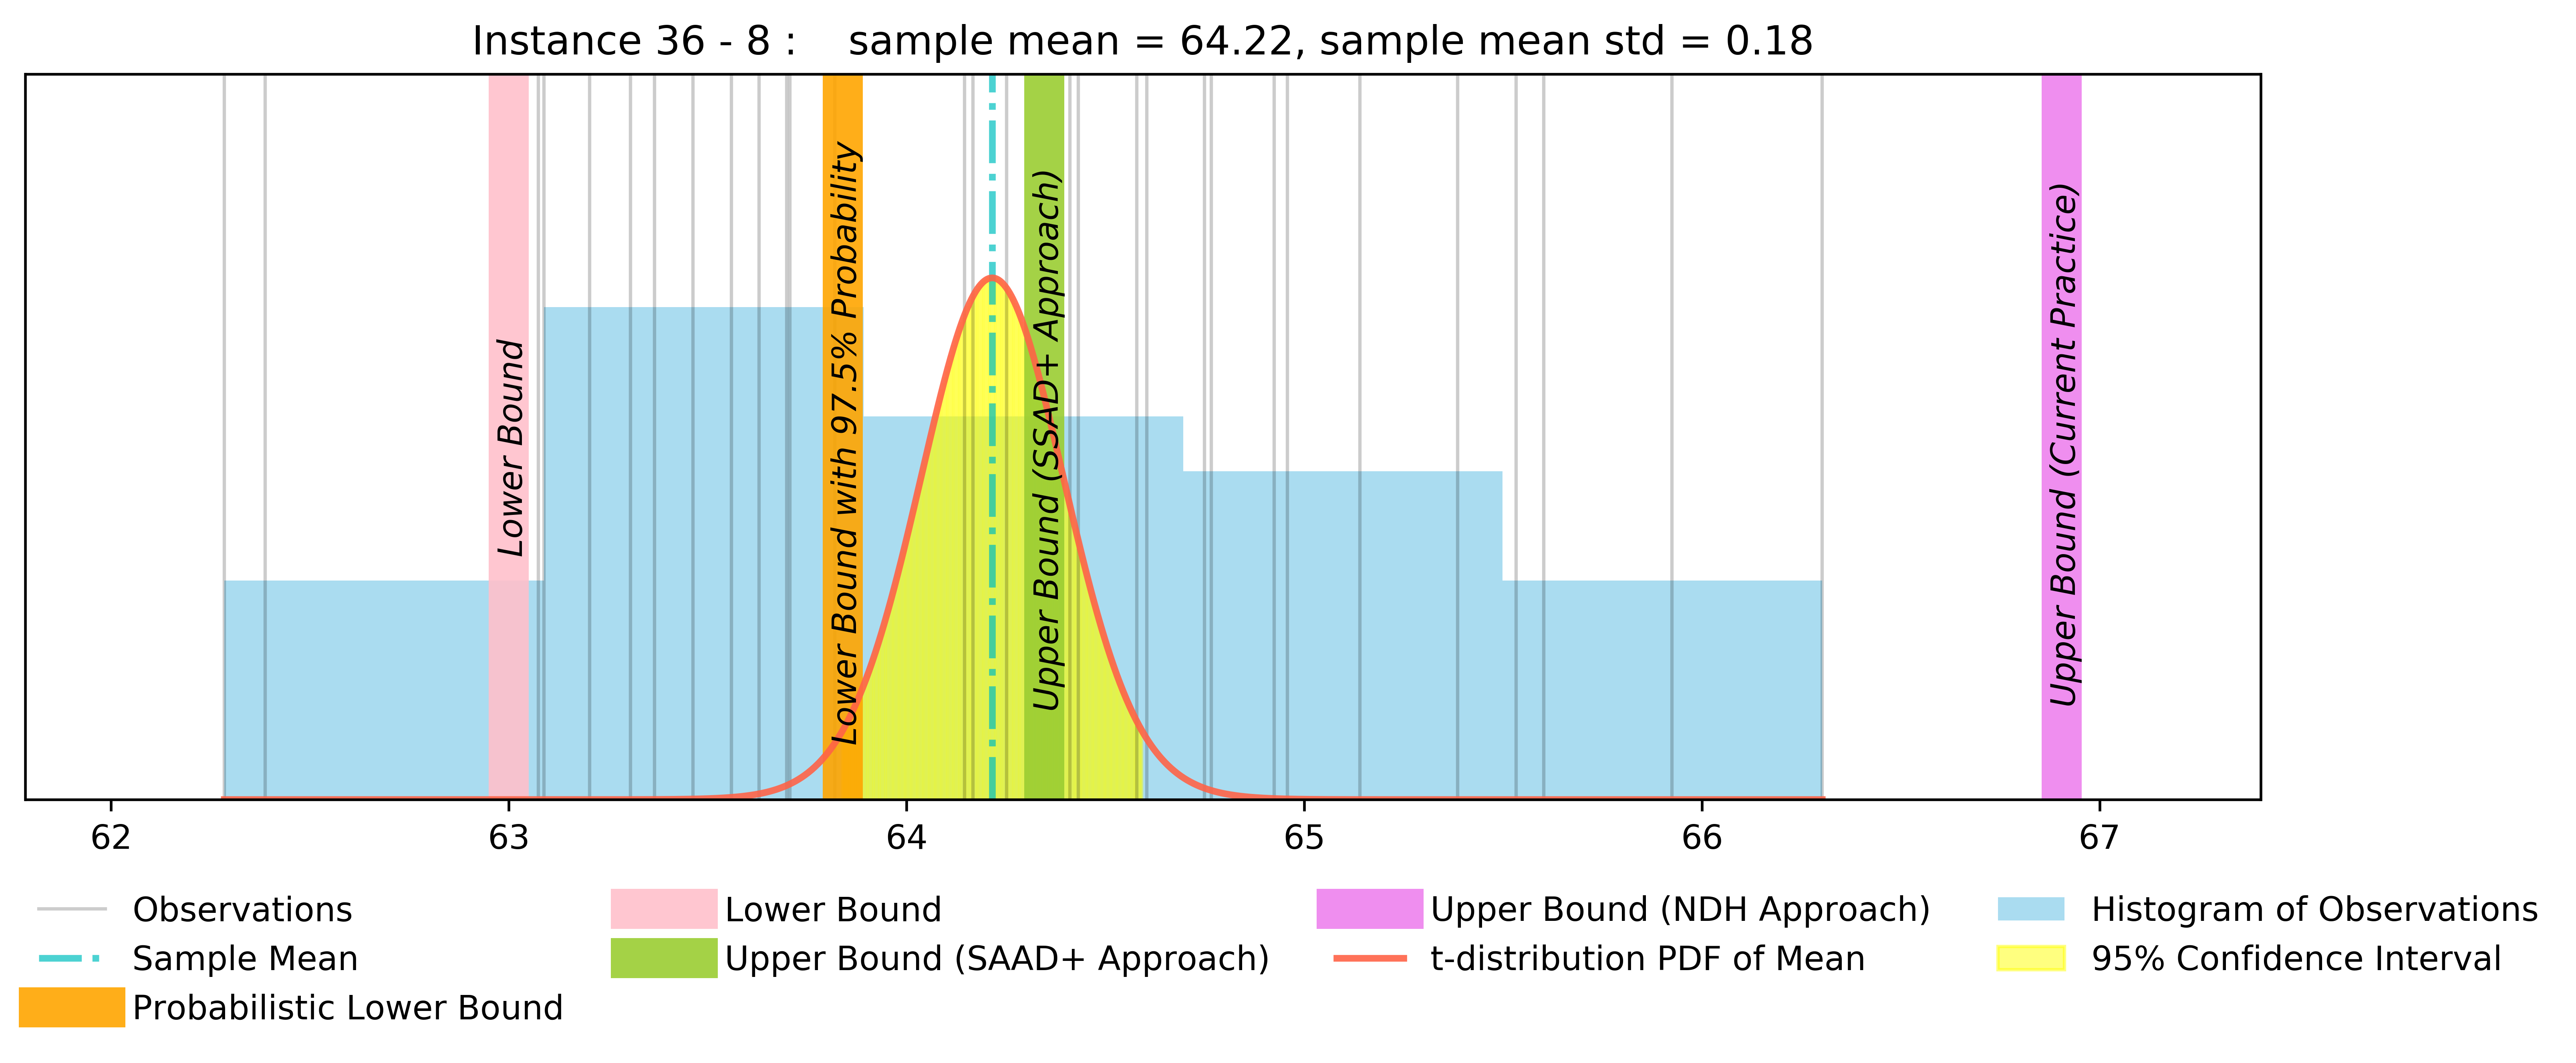 Instance 36 - 8 :    sample mean = 64.22, sample mean std = 0.18
Lower Bound
Lower Bound with 97.5% Probability
Upper Bound (SSAD+ Approach)
Upper Bound (Current Practice)
62 63 64 65 66 67
Observations
Sample Mean
Probabilistic Lower Bound
Lower Bound
Upper Bound (SAAD+ Approach)
Upper Bound (NDH Approach)
t-distribution PDF of Mean
Histogram of Observations
95% Confidence Interval